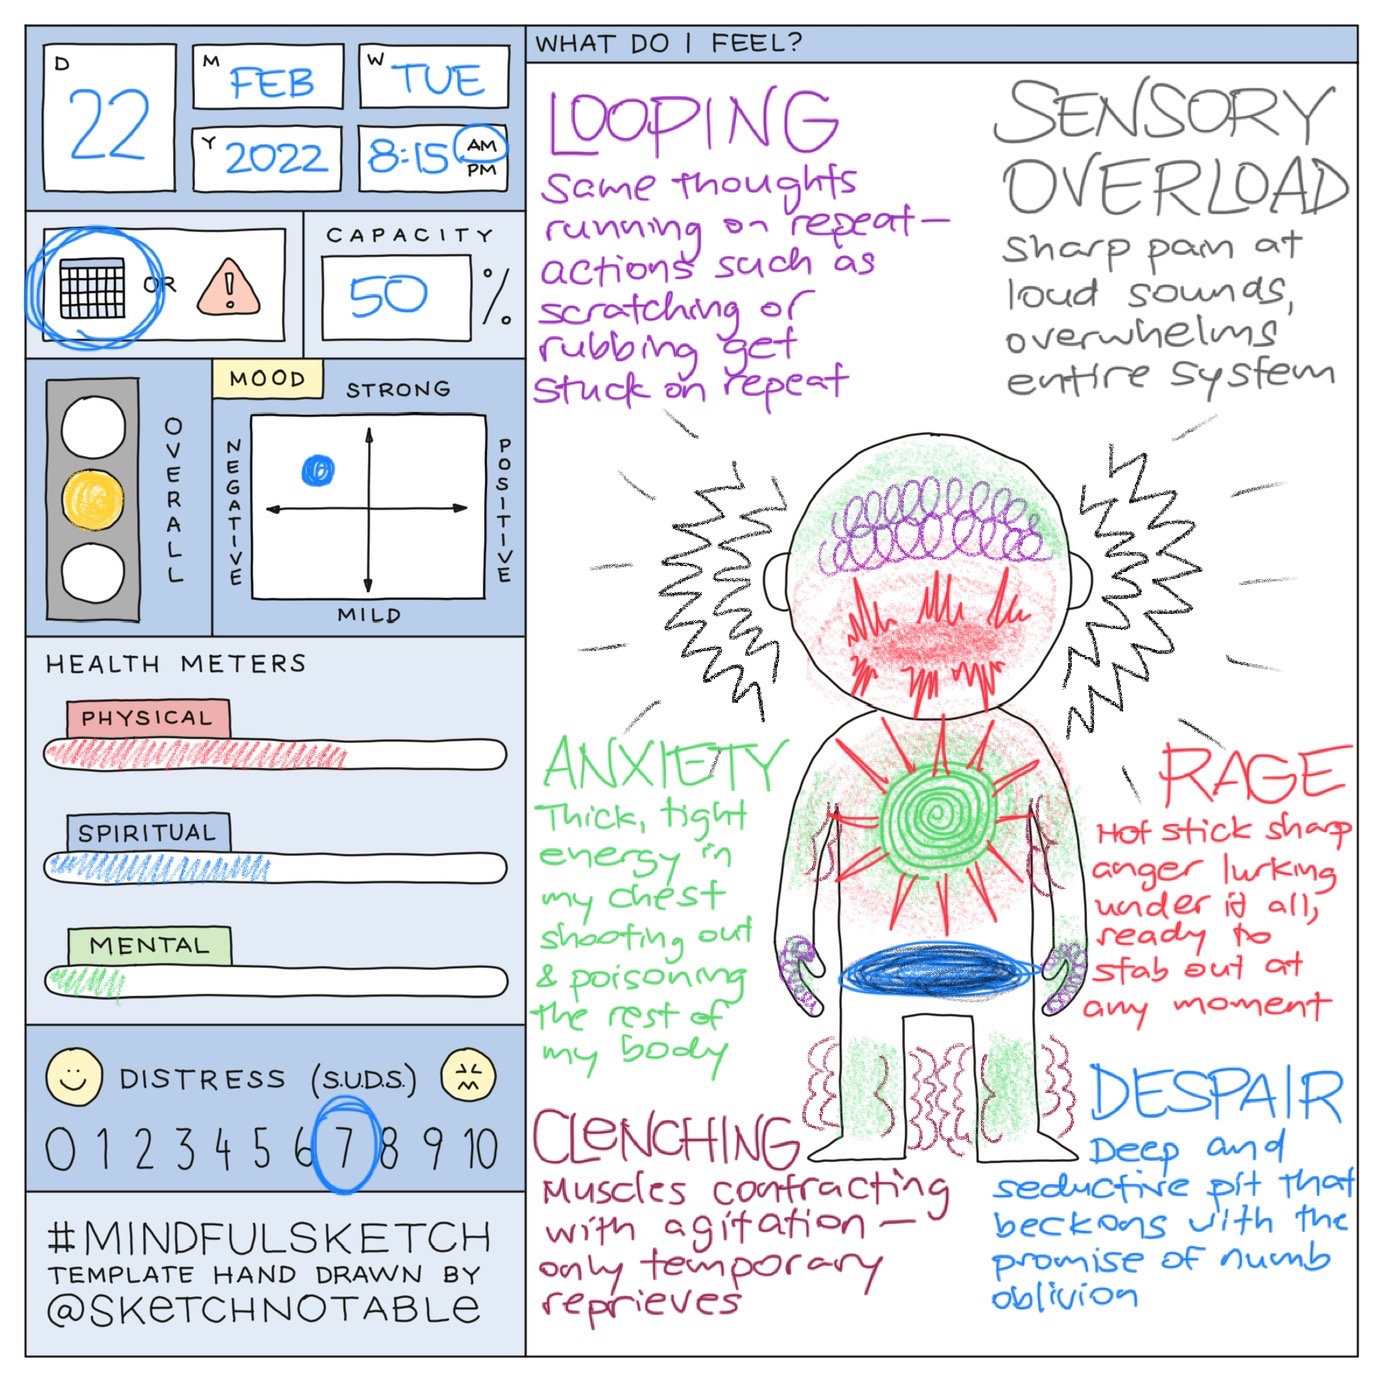 D
22
M
FEB
W
TUE
Y
2022
8:15 AM
PM
OR
!
CAPACITY
50 %
OVERALL
MOOD
STRONG
NEGATIVE
POSITIVE
MILD
HEALTH METERS
PHYSICAL
SPIRITUAL
MENTAL
DISTRESS (S.U.D.S.)
0 1 2 3 4 5 6 7 8 9 10
#MINDFULSKETCH
TEMPLATE HAND DRAWN BY
@SKETCHNOTABLE
WHAT DO I FEEL?
LOOPING
Same thoughts
running on repeat—
actions such as
scratching or
rubbing get
stuck on repeat
SENSORY
OVERLOAD
Sharp pain at
loud sounds,
overwhelms
entire system
ANXIETY
Thick, tight
energy in
my chest
shooting out
& poisoning
the rest of
my body
RAGE
Hot stick sharp
anger lurking
under it all,
ready to
stab out at
any moment
CLENCHING
Muscles contracting
with agitation—
only temporary
reprieves
DESPAIR
Deep and
seductive pit that
beckons with the
promise of numb
oblivion